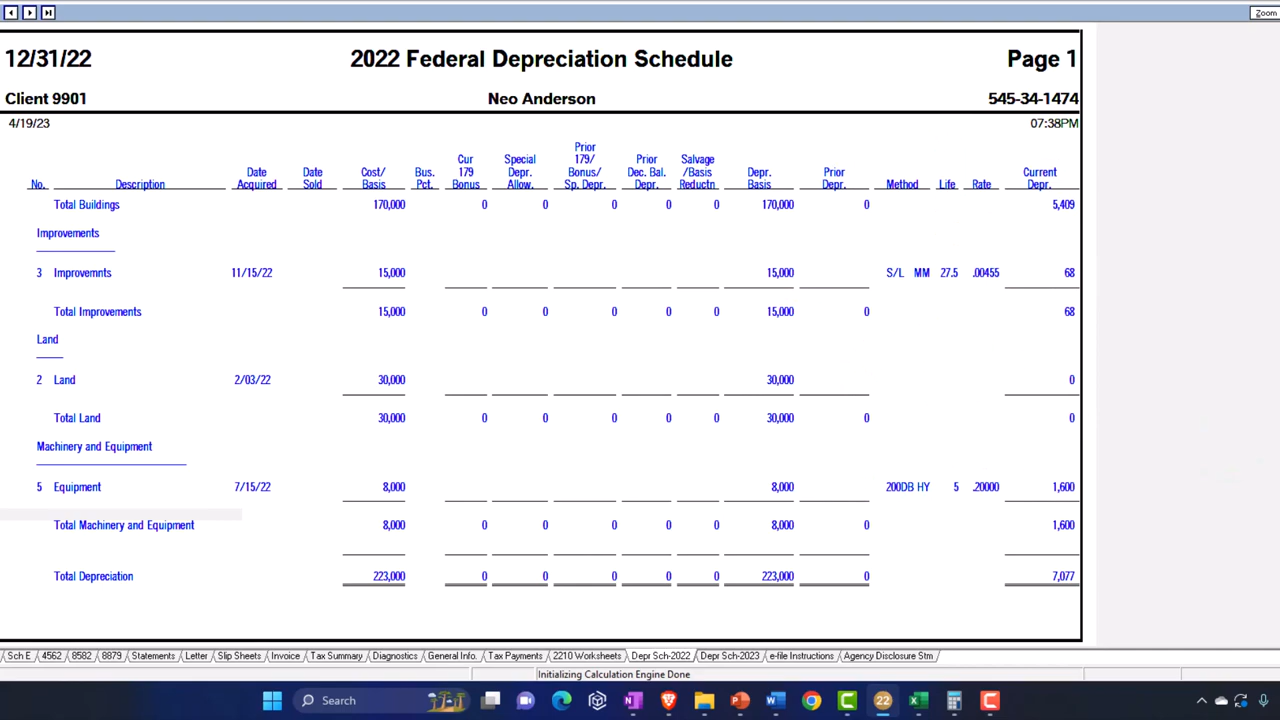 Zoom
12/31/22 2022 Federal Depreciation Schedule Page 1
Client 9901 Neo Anderson 545-34-1474
4/19/23 07:38PM
No. Description Date Acquired Date Sold Cost/ Basis Bus. Pct. Cur 179 Bonus Special Depr. Allow. Prior 179/ Bonus/ Sp. Depr. Prior Dec. Bal. Depr. Salvage /Basis Reductn Depr. Basis Prior Depr. Method Life Rate Current Depr.
Total Buildings 170,000 0 0 0 0 0 170,000 0 5,409
Improvements
3 Improvemnts 11/15/22 15,000 15,000 S/L MM 27.5 .00455 68
Total Improvements 15,000 0 0 0 0 0 15,000 0 68
Land
2 Land 2/03/22 30,000 30,000 0
Total Land 30,000 0 0 0 0 0 30,000 0 0
Machinery and Equipment
5 Equipment 7/15/22 8,000 8,000 200DB HY 5 .20000 1,600
Total Machinery and Equipment 8,000 0 0 0 0 0 8,000 0 1,600
Total Depreciation 223,000 0 0 0 0 0 223,000 0 7,077
Sch E 4562 8582 8879 Statements Letter Slip Sheets Invoice Tax Summary Diagnostics General Info. Tax Payments 2210 Worksheets Depr Sch-2022 Depr Sch-2023 e-file Instructions Agency Disclosure Stm
Initializing Calculation Engine Done
Search 22